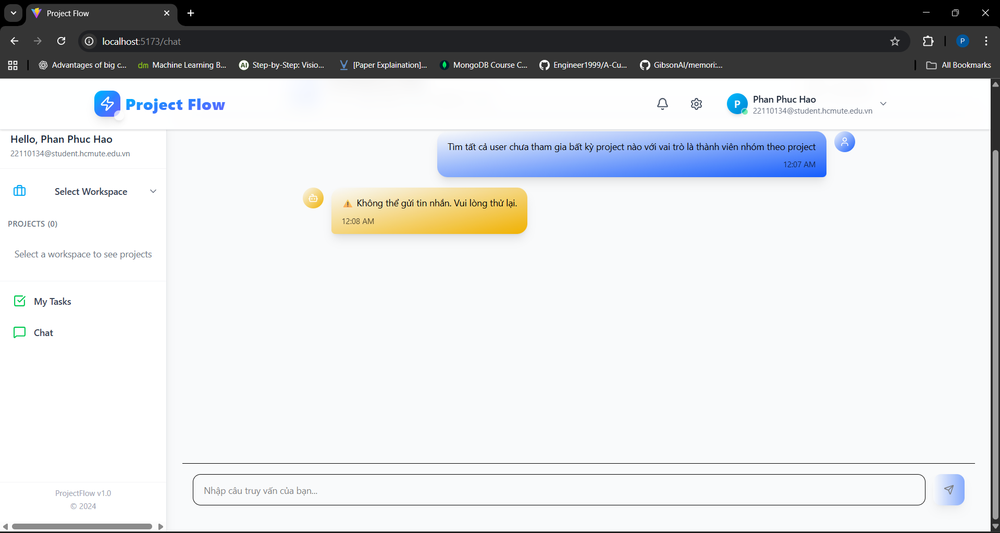 Project Flow
localhost:5173/chat
Advantages of big c...
dm Machine Learning B...
AI Step-by-Step: Visio...
[Paper Explaination]...
MongoDB Course C...
Engineer1999/A-Cu...
GibsonAI/memori:...
All Bookmarks
P
Project Flow
P
Phan Phuc Hao
22110134@student.hcmute.edu.vn
Hello, Phan Phuc Hao
22110134@student.hcmute.edu.vn
Select Workspace
PROJECTS (0)
Select a workspace to see projects
My Tasks
Chat
ProjectFlow v1.0
© 2024
Tìm tất cả user chưa tham gia bất kỳ project nào với vai trò là thành viên nhóm theo project
12:07 AM
Không thể gửi tin nhắn. Vui lòng thử lại.
12:08 AM
Nhập câu truy vấn của bạn...